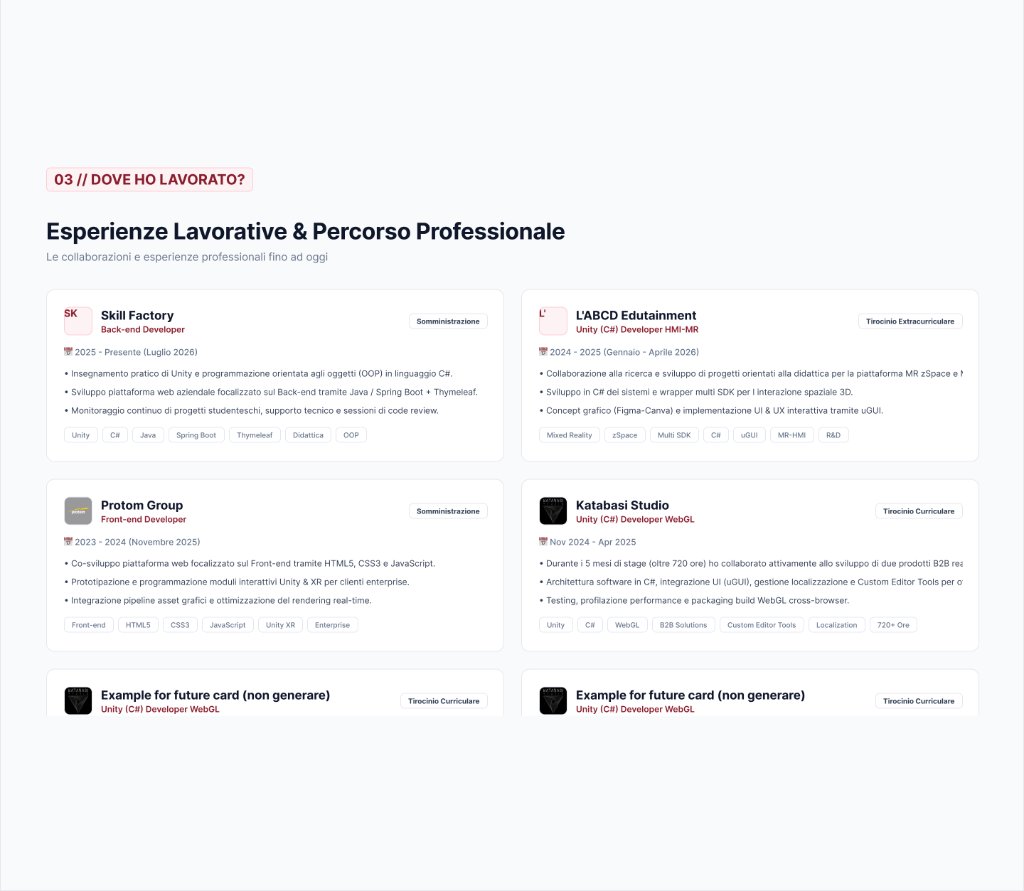 03 // DOVE HO LAVORATO?
Esperienze Lavorative & Percorso Professionale
Le collaborazioni e esperienze professionali fino ad oggi
SK
Skill Factory
Back-end Developer
Somministrazione
2025 - Presente (Luglio 2026)
• Insegnamento pratico di Unity e programmazione orientata agli oggetti (OOP) in linguaggio C#.
• Sviluppo piattaforma web aziendale focalizzato sul Back-end tramite Java / Spring Boot + Thymeleaf.
• Monitoraggio continuo di progetti studenteschi, supporto tecnico e sessioni di code review.
Unity C# Java Spring Boot Thymeleaf Didattica OOP
L'
L'ABCD Edutainment
Unity (C#) Developer HMI-MR
Tirocinio Extracurriculare
2024 - 2025 (Gennaio - Aprile 2026)
• Collaborazione alla ricerca e sviluppo di progetti orientati alla didattica per la piattaforma MR zSpace e
• Sviluppo in C# dei sistemi e wrapper multi SDK per l interazione spaziale 3D.
• Concept grafico (Figma-Canva) e implementazione UI & UX interattiva tramite uGUI.
Mixed Reality zSpace Multi SDK C# uGUI MR-HMI R&D
protom
Protom Group
Front-end Developer
Somministrazione
2023 - 2024 (Novembre 2025)
• Co-sviluppo piattaforma web focalizzato sul Front-end tramite HTML5, CSS3 e JavaScript.
• Prototipazione e programmazione moduli interattivi Unity & XR per clienti enterprise.
• Integrazione pipeline asset grafici e ottimizzazione del rendering real-time.
Front-end HTML5 CSS3 JavaScript Unity XR Enterprise
KATABASI
Katabasi Studio
Unity (C#) Developer WebGL
Tirocinio Curriculare
Nov 2024 - Apr 2025
• Durante i 5 mesi di stage (oltre 720 ore) ho collaborato attivamente allo sviluppo di due prodotti B2B rea
• Architettura software in C#, integrazione UI (uGUI), gestione localizzazione e Custom Editor Tools per
• Testing, profilazione performance e packaging build WebGL cross-browser.
Unity C# WebGL B2B Solutions Custom Editor Tools Localization 720+ Ore
KATABASI
Example for future card (non generare)
Unity (C#) Developer WebGL
Tirocinio Curriculare
KATABASI
Example for future card (non generare)
Unity (C#) Developer WebGL
Tirocinio Curriculare